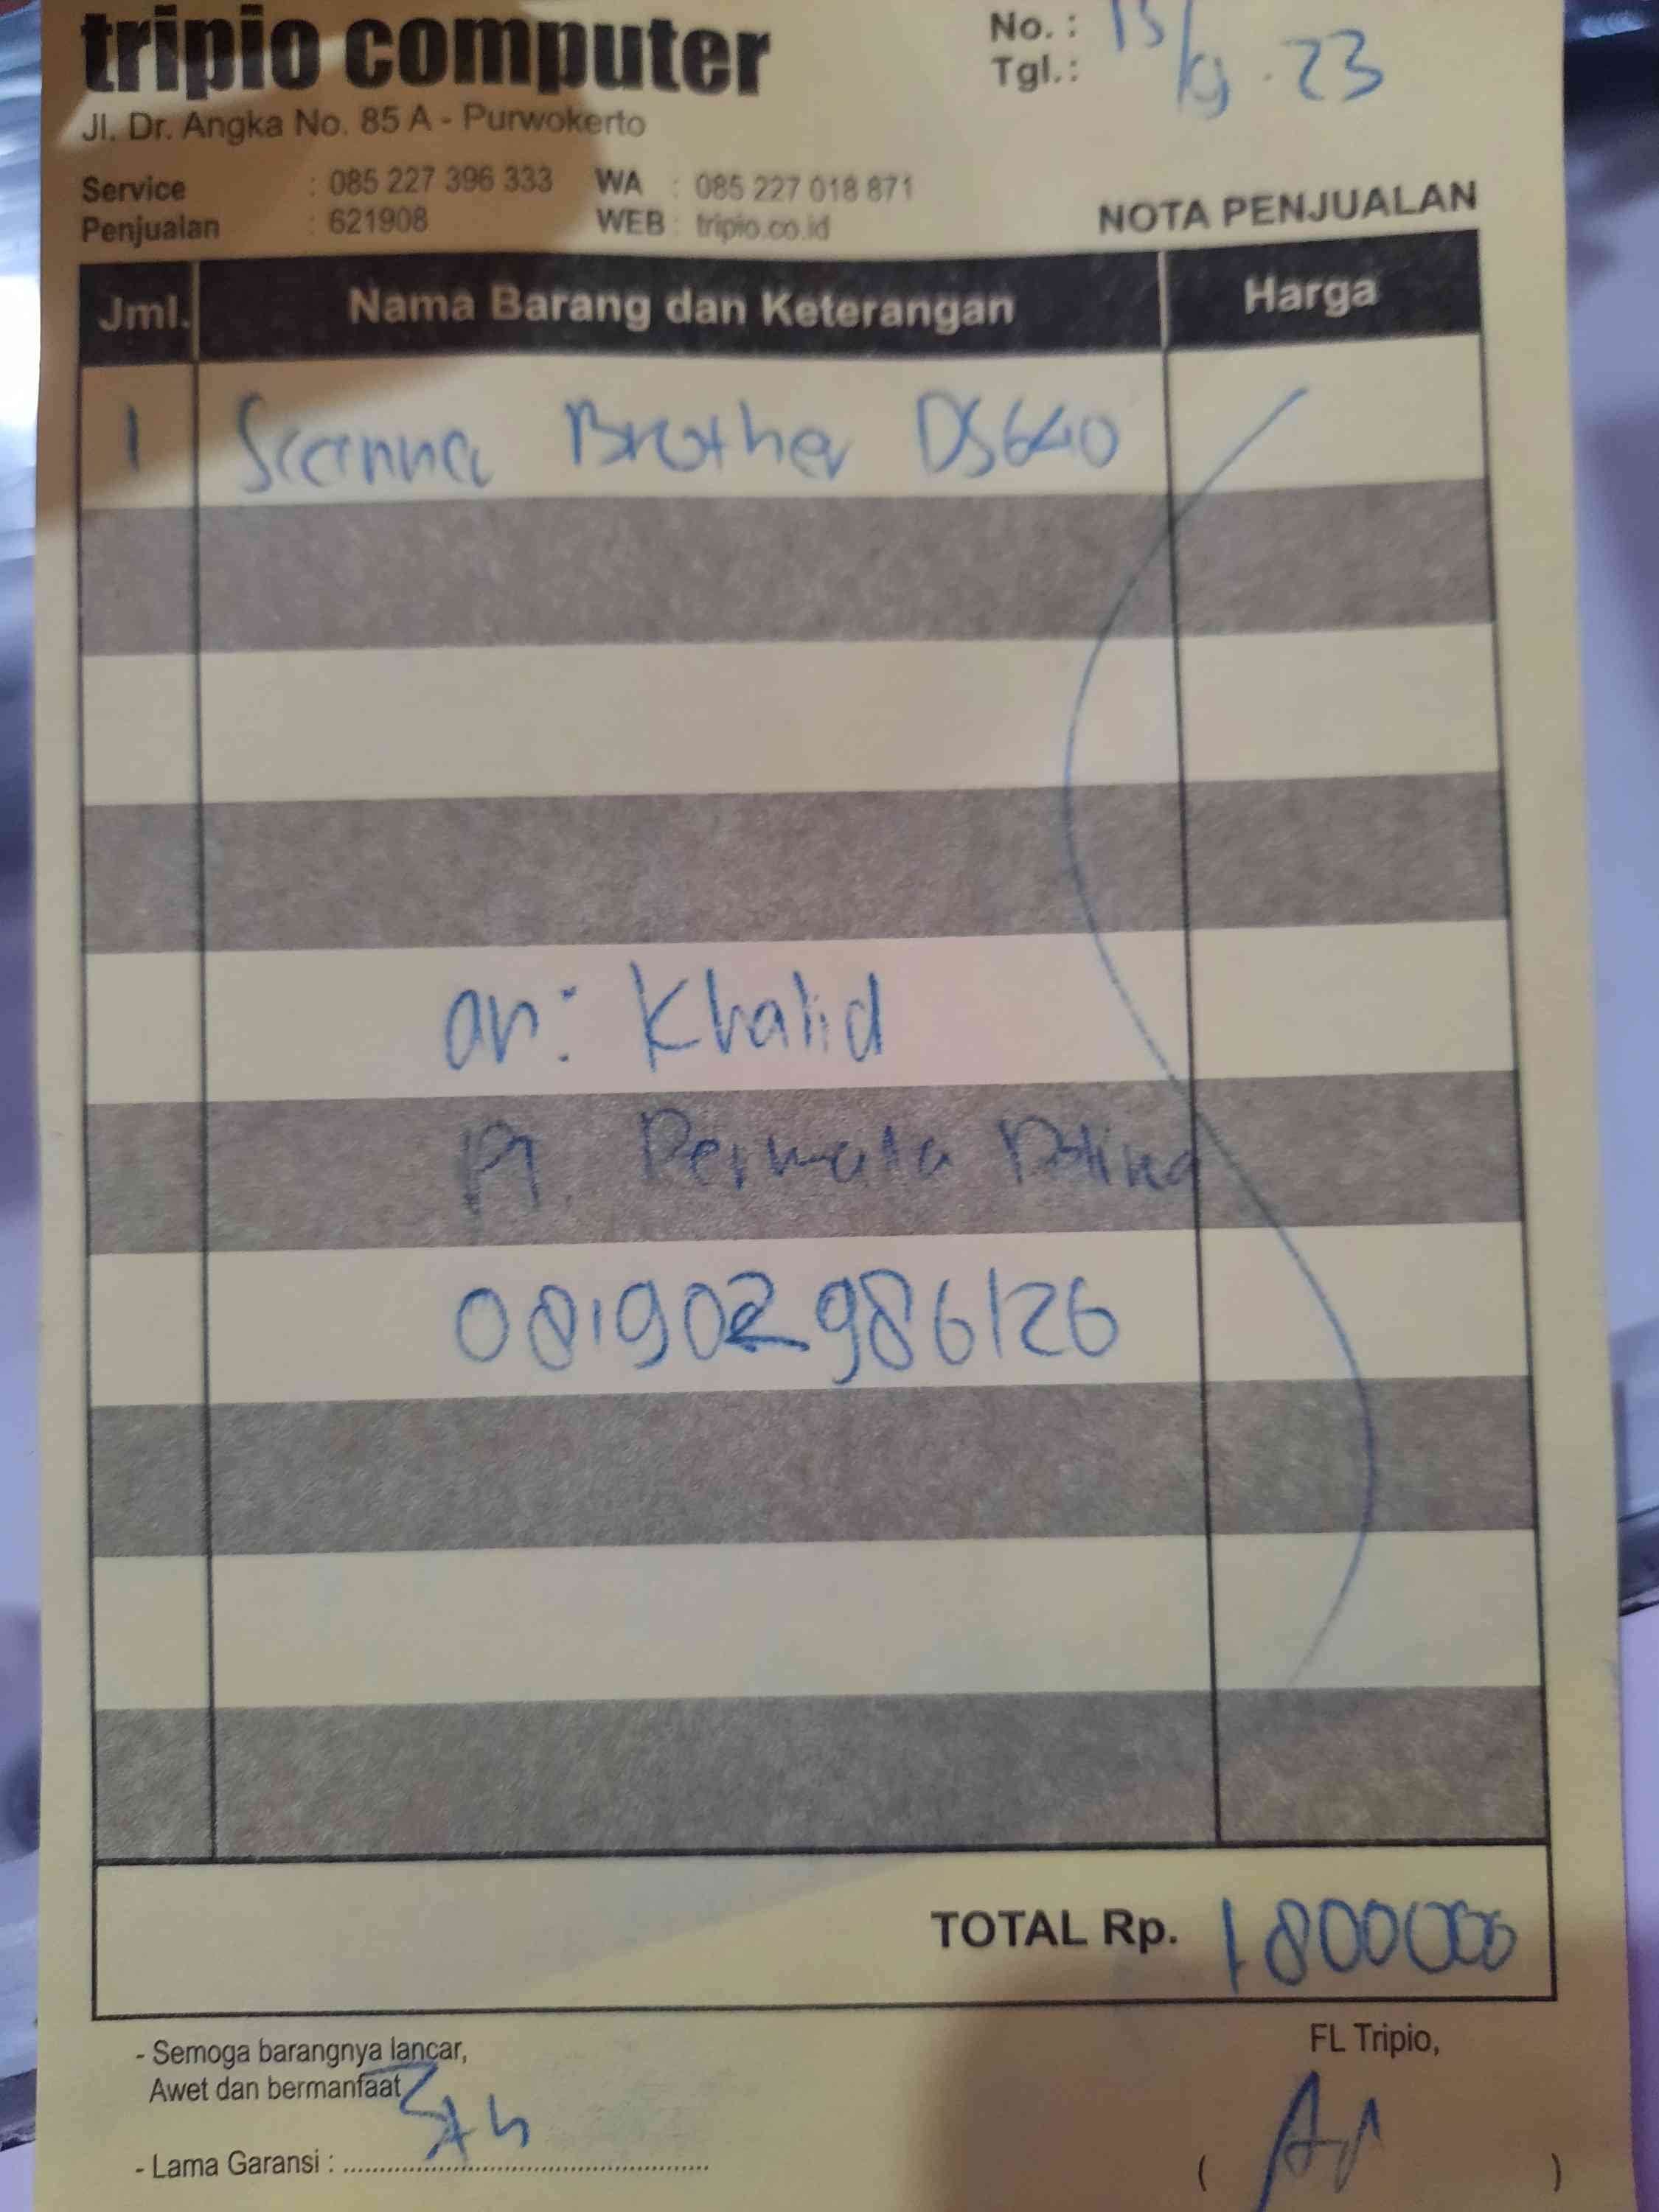 tripio computer
No. :
Tgl.: 15/9.23
Jl. Dr. Angka No. 85 A - Purwokerto
Service : 085 227 396 333 WA : 085 227 018 871
Penjualan : 621908 WEB : tripio.co.id
NOTA PENJUALAN
Jml. Nama Barang dan Keterangan Harga
1 Scanner Brother DS640
an: Khalid
PT. Permata
081902986126
TOTAL Rp. 1800000
- Semoga barangnya lancar,
Awet dan bermanfaat
- Lama Garansi :
FL Tripio,
( )